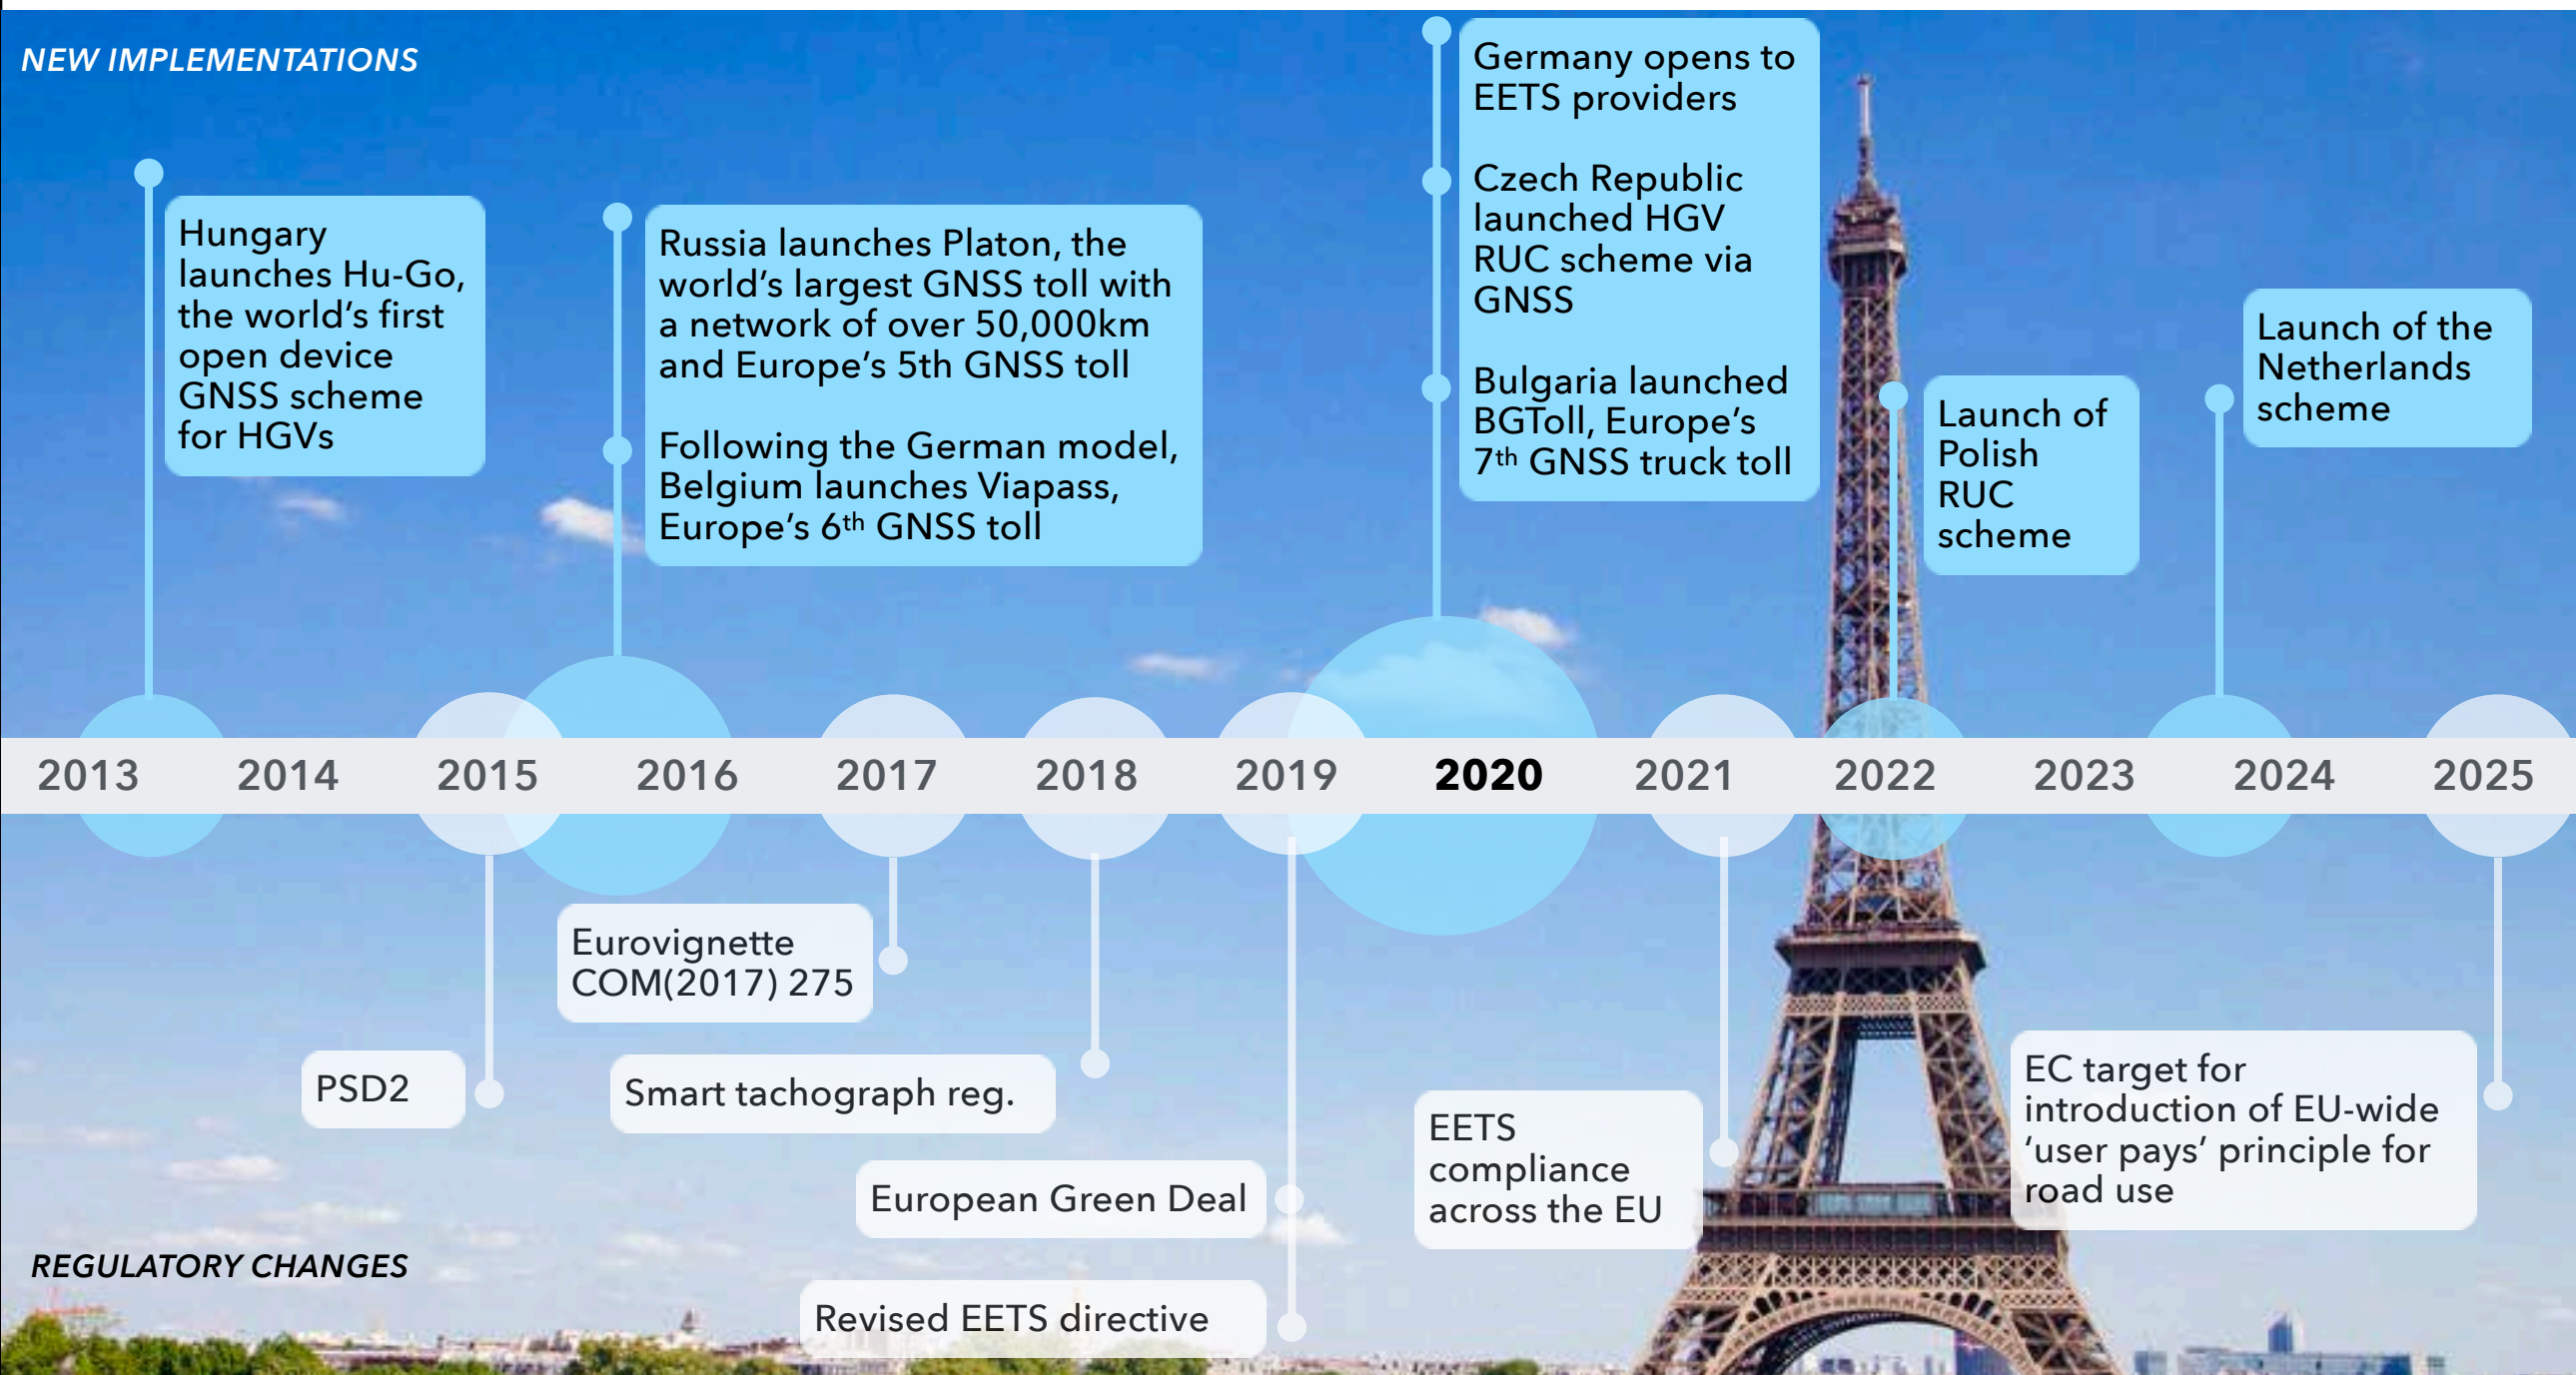 NEW IMPLEMENTATIONS
Hungary
launches Hu-Go,
the world's first
open device
GNSS scheme
for HGVs
Russia launches Platon, the
world's largest GNSS toll with
a network of over 50,000km
and Europe's 5th GNSS toll
Following the German model,
Belgium launches Viapass,
Europe's 6th GNSS toll
Germany opens to
EETS providers
Czech Republic
launched HGV
RUC scheme via
GNSS
Bulgaria launched
BGToll, Europe's
7th GNSS truck toll
Launch of
Polish
RUC
scheme
Launch of the
Netherlands
scheme
2013 2014 2015 2016 2017 2018 2019 2020 2021 2022 2023 2024 2025
PSD2
Eurovignette
COM(2017) 275
Smart tachograph reg.
European Green Deal
Revised EETS directive
EETS
compliance
across the EU
EC target for
introduction of EU-wide
‘user pays’ principle for
road use
REGULATORY CHANGES